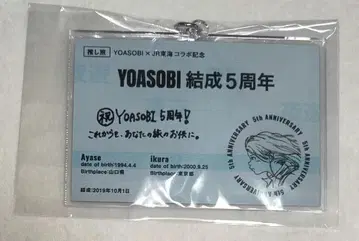 推し旅 YOASOBI×JR東海 コラボ記念
YOASOBI 結成5周年
祝 YOASOBI 5周年!
これからも、あなたの旅のお供に。
Ayase
date of birth/1994.4.4
Birthplace/山口県
ikura
date of birth/2000.9.25
Birthplace/東京都
結成:2019年10月1日
5th ANNIVERSARY 5th ANNIVERSARY 5th ANNIVERSARY